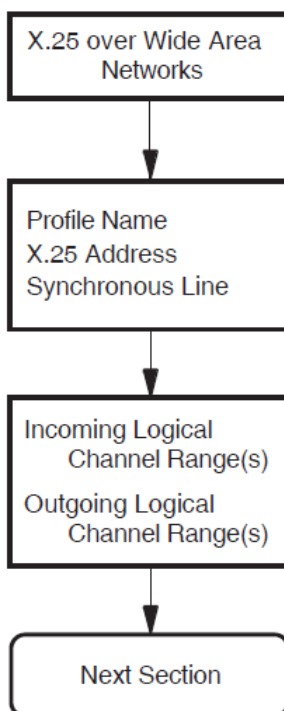 X.25 over Wide Area
Networks
Profile Name
X.25 Address
Synchronous Line
Incoming Logical
Channel Range(s)
Outgoing Logical
Channel Range(s)
Next Section